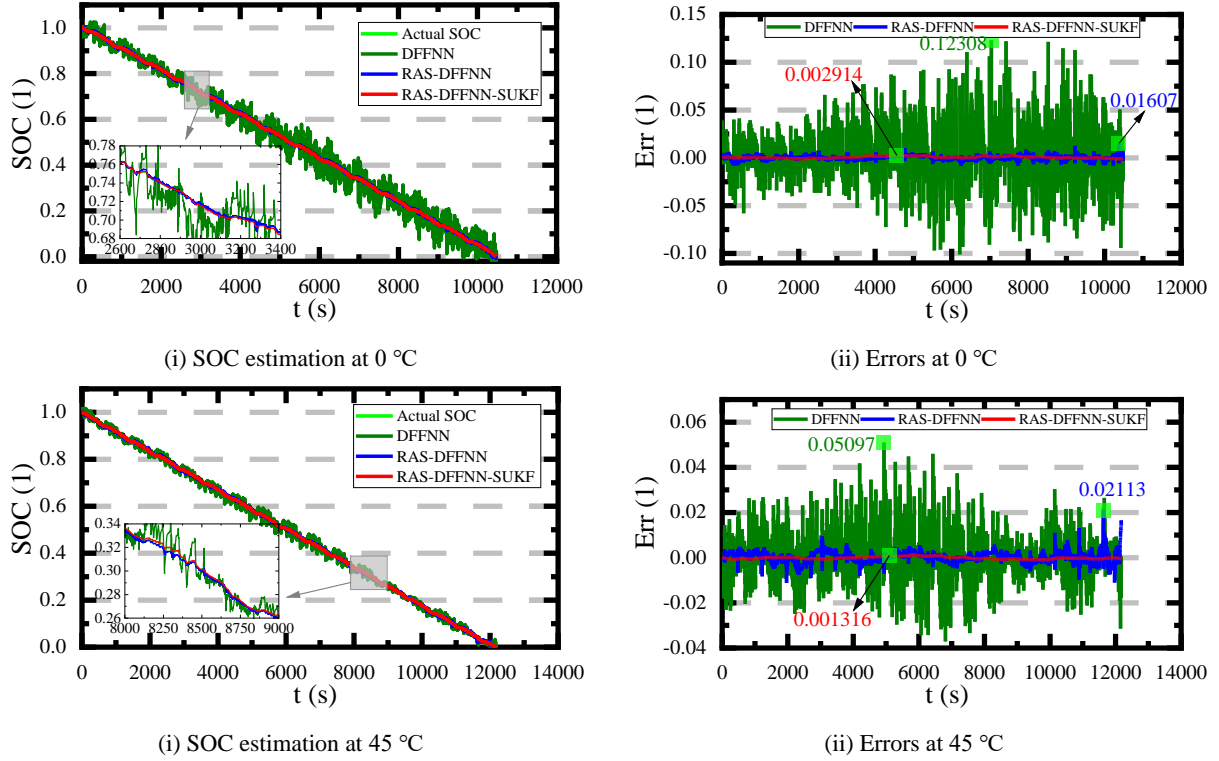 1.0
0.8
0.6
0.4
0.2
0.0
SOC (1)
Actual SOC
DFFNN
RAS-DFFNN
RAS-DFFNN-SUKF
0.78
0.76
0.74
0.72
0.70
0.68
2600 2800 3000 3200 3400
0 2000 4000 6000 8000 10000 12000
t (s)
(i) SOC estimation at 0 °C
0.15
0.10
0.05
0.00
-0.05
-0.10
Err (1)
DFFNN RAS-DFFNN RAS-DFFNN-SUKF
0.12308
0.002914
0.01607
0 2000 4000 6000 8000 10000 12000
t (s)
(ii) Errors at 0 °C
1.0
0.8
0.6
0.4
0.2
0.0
SOC (1)
Actual SOC
DFFNN
RAS-DFFNN
RAS-DFFNN-SUKF
0.34
0.32
0.30
0.28
0.26
8000 8250 8500 8750 9000
0 2000 4000 6000 8000 10000 12000 14000
t (s)
(i) SOC estimation at 45 °C
0.06
0.04
0.02
0.00
-0.02
-0.04
Err (1)
DFFNN RAS-DFFNN RAS-DFFNN-SUKF
0.05097
0.02113
0.001316
0 2000 4000 6000 8000 10000 12000 14000
t (s)
(ii) Errors at 45 °C